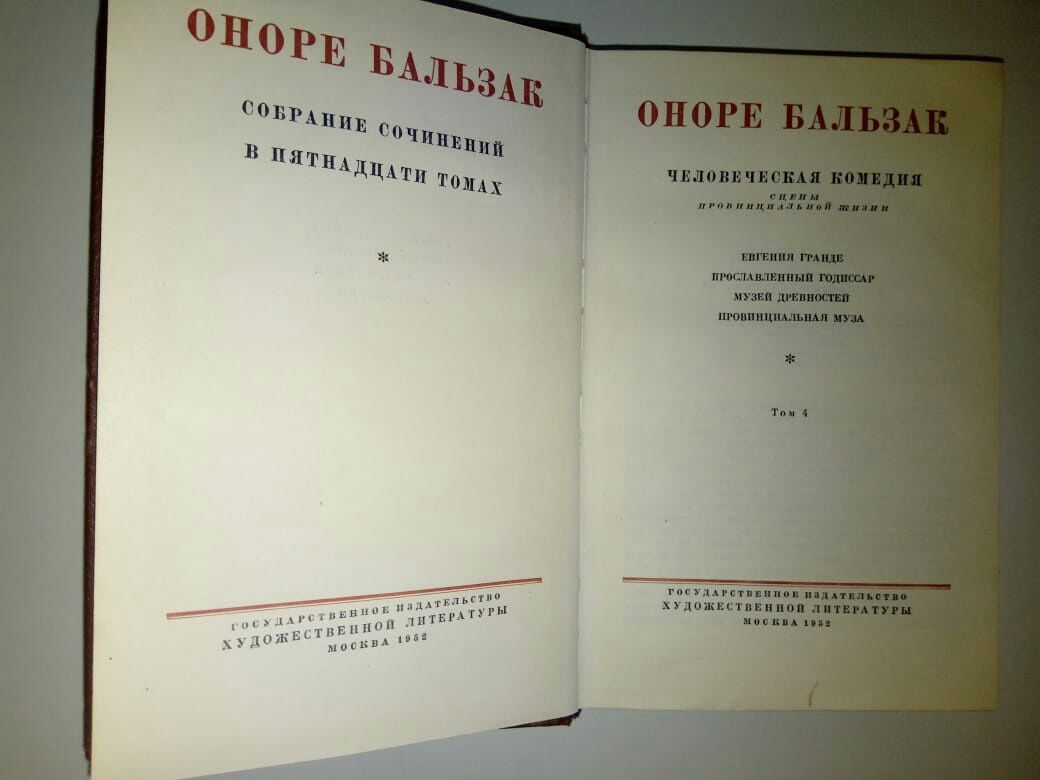 ОНОРЕ БАЛЬЗАК
СОБРАНИЕ СОЧИНЕНИЙ
В ПЯТНАДЦАТИ ТОМАХ
*
ГОСУДАРСТВЕННОЕ ИЗДАТЕЛЬСТВО
ХУДОЖЕСТВЕННОЙ ЛИТЕРАТУРЫ
МОСКВА 1952
ОНОРЕ БАЛЬЗАК
ЧЕЛОВЕЧЕСКАЯ КОМЕДИЯ
СЦЕНЫ
ПРОВИНЦИАЛЬНОЙ ЖИЗНИ
ЕВГЕНИЯ ГРАНДЕ
ПРОСЛАВЛЕННЫЙ ГОДИССАР
МУЗЕЙ ДРЕВНОСТЕЙ
ПРОВИНЦИАЛЬНАЯ МУЗА
*
Том 4
ГОСУДАРСТВЕННОЕ ИЗДАТЕЛЬСТВО
ХУДОЖЕСТВЕННОЙ ЛИТЕРАТУРЫ
МОСКВА 1952